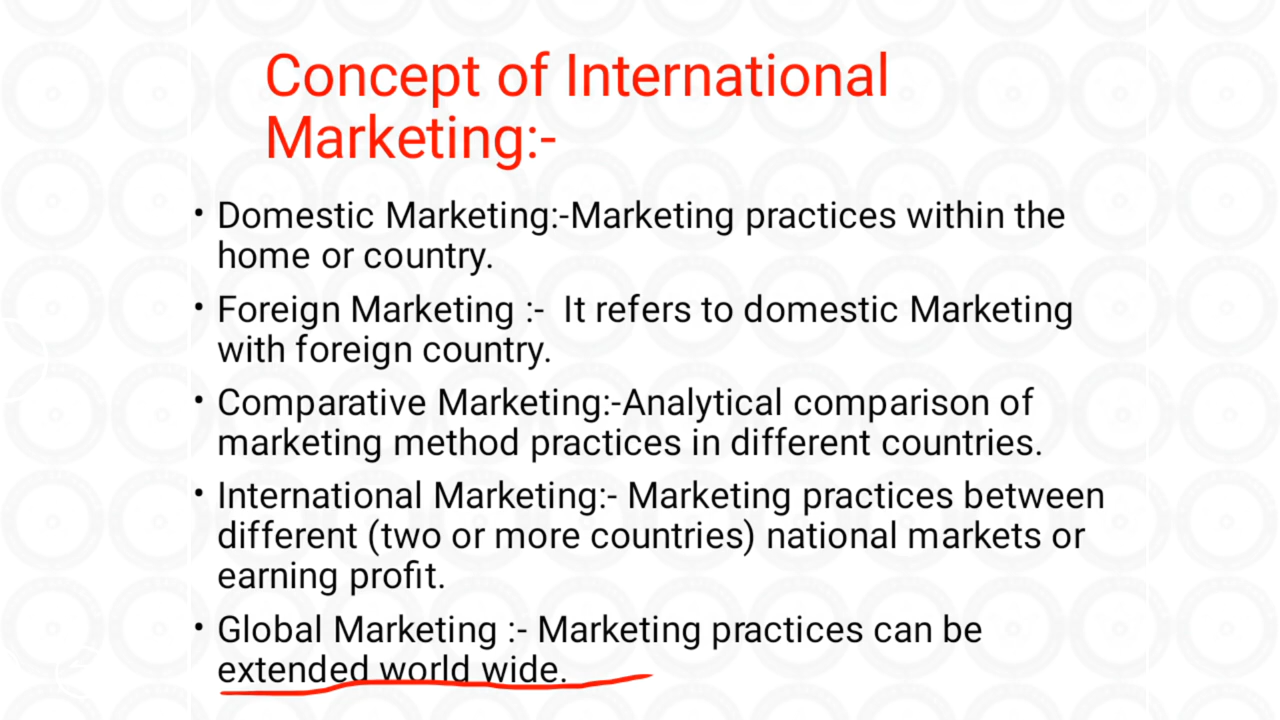 Concept of International
Marketing:-
• Domestic Marketing:-Marketing practices within the
home or country.
• Foreign Marketing :- It refers to domestic Marketing
with foreign country.
• Comparative Marketing:-Analytical comparison of
marketing method practices in different countries.
• International Marketing:- Marketing practices between
different (two or more countries) national markets or
earning profit.
• Global Marketing :- Marketing practices can be
extended world wide.